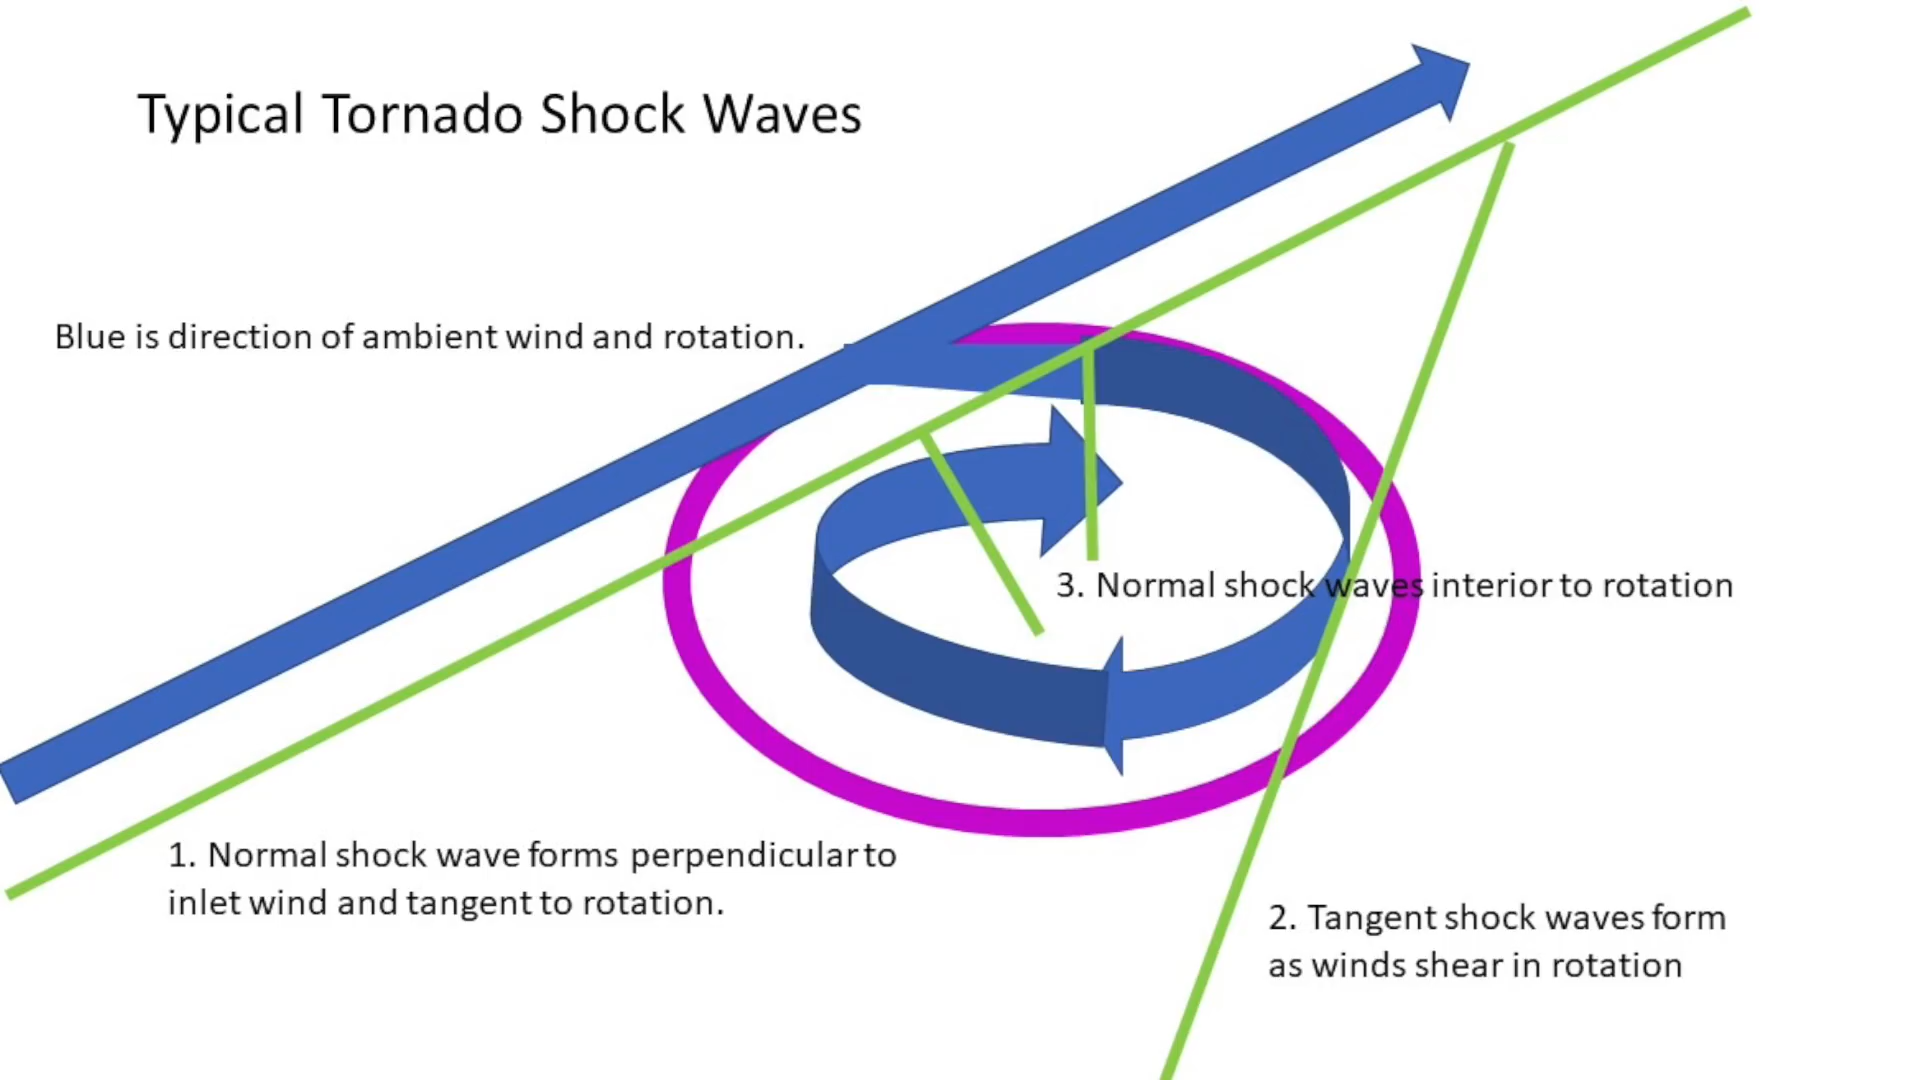 Typical Tornado Shock Waves
Blue is direction of ambient wind and rotation.
3. Normal shock waves interior to rotation
1. Normal shock wave forms perpendicular to
inlet wind and tangent to rotation.
2. Tangent shock waves form
as winds shear in rotation